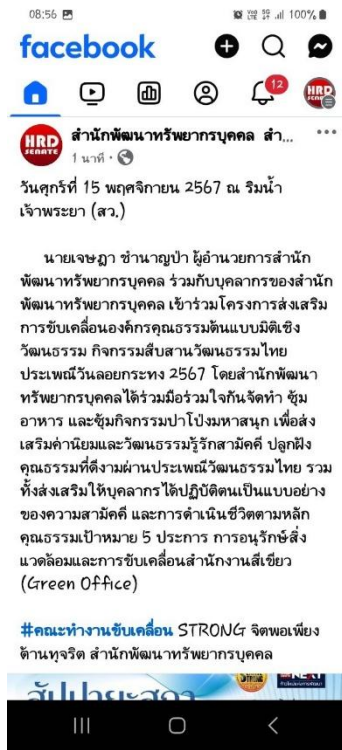 08:56
5G
100%
facebook
12
HRD
HRD
SENATE
สำนักพัฒนาทรัพยากรบุคคล สำ...
SENATE
1 นาที
วันศุกร์ที่ 15 พฤศจิกายน 2567 ณ ริมน้ำ
เจ้าพระยา (สว.)
นายเจษฎา ชำนาญป่า ผู้อำนวยการสำนัก
พัฒนาทรัพยากรบุคคล ร่วมกับบุคลากรของสำนัก
พัฒนาทรัพยากรบุคคล เข้าร่วมโครงการส่งเสริม
การขับเคลื่อนองค์กรคุณธรรมต้นแบบมิติเชิง
วัฒนธรรม กิจกรรมสืบสานวัฒนธรรมไทย
ประเพณีวันลอยกระทง 2567 โดยสำนักพัฒนา
ทรัพยากรบุคคลได้ร่วมมือร่วมใจกันจัดทำ ซุ้ม
อาหาร และซุ้มกิจกรรมปาโป่งมหาสนุก เพื่อส่ง
เสริมค่านิยมและวัฒนธรรมรู้รักสามัคคี ปลูกฝัง
คุณธรรมที่ดีงามผ่านประเพณีวัฒนธรรมไทย รวม
ทั้งส่งเสริมให้บุคลากรได้ปฏิบัติตนเป็นแบบอย่าง
ของความสามัคคี และการดำเนินชีวิตตามหลัก
คุณธรรมเป้าหมาย 5 ประการ การอนุรักษ์สิ่ง
แวดล้อมและการขับเคลื่อนสำนักงานสีเขียว
(Green Office)
#คณะทำงานขับเคลื่อน STRONG จิตพอเพียง
ต้านทุจริต สำนักพัฒนาทรัพยากรบุคคล